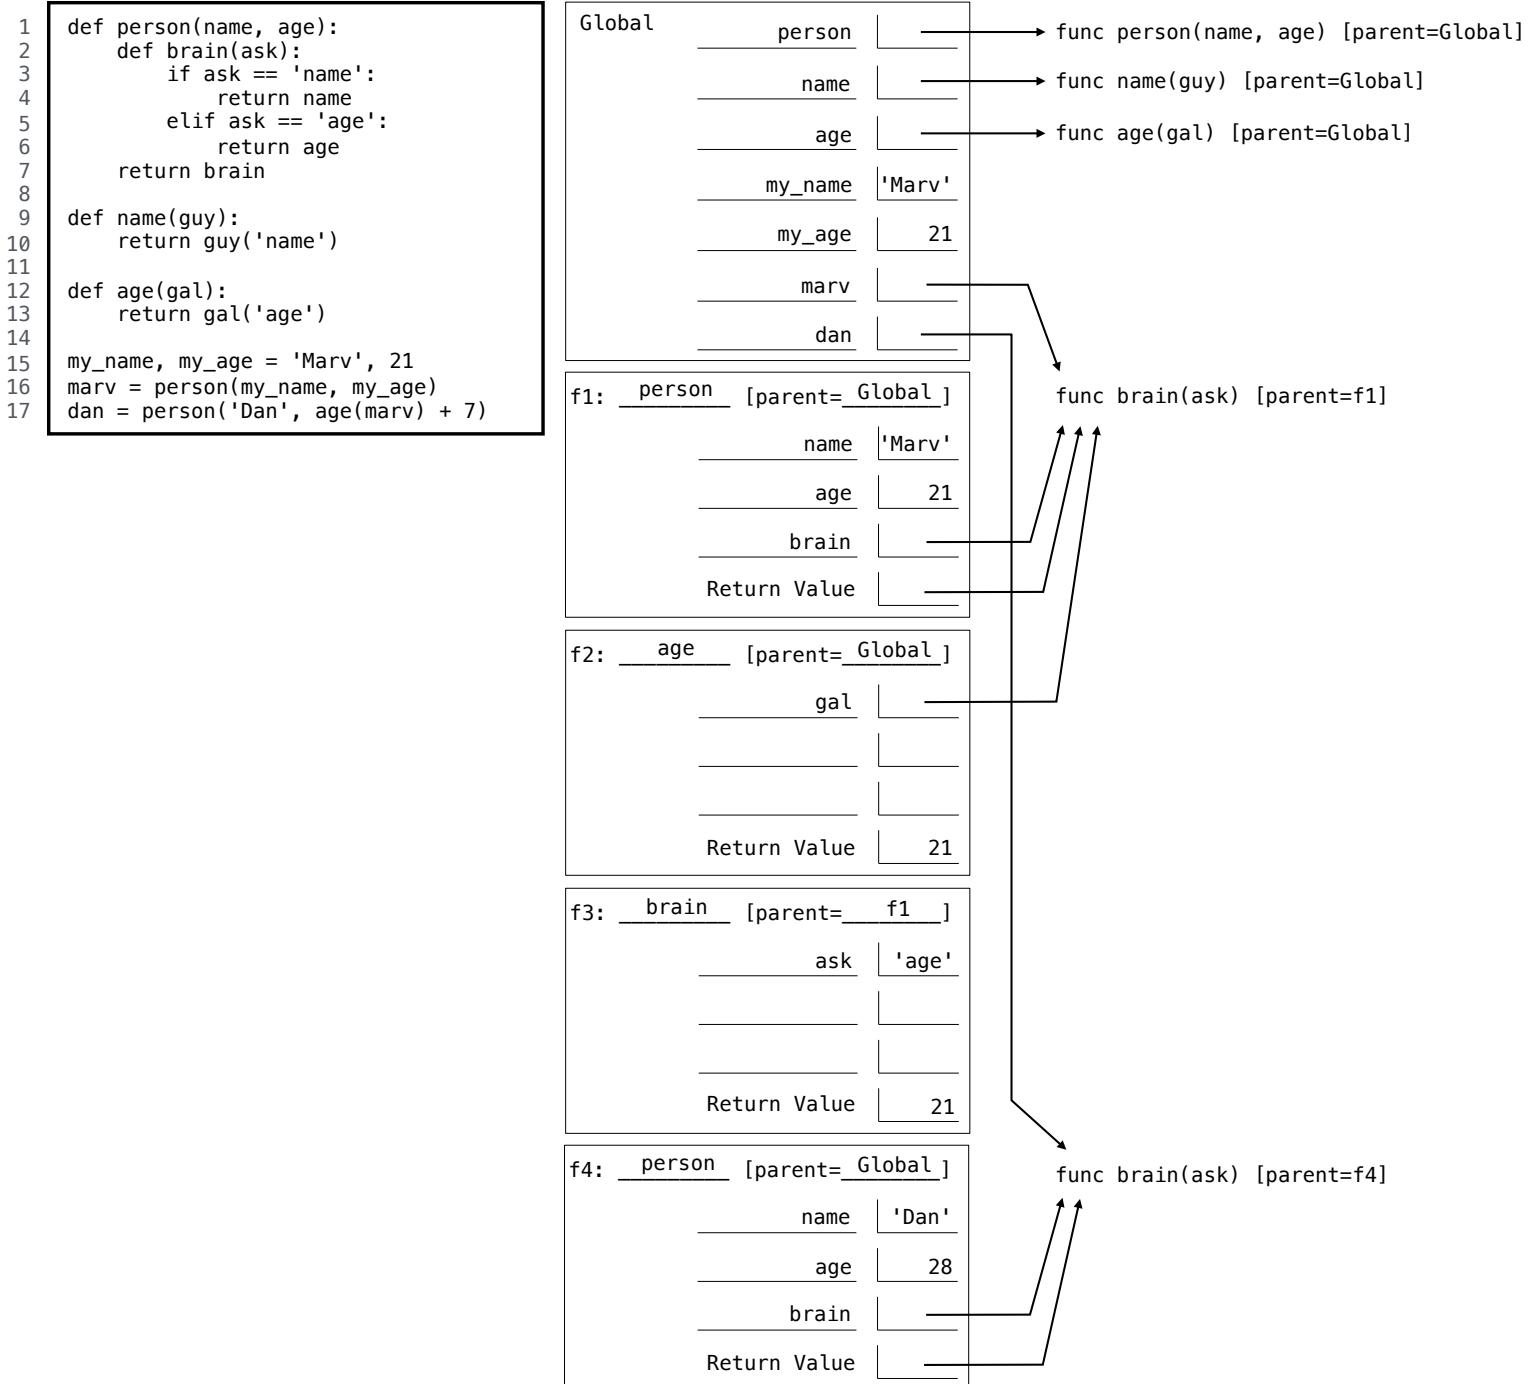 1 def person(name, age):
2     def brain(ask):
3         if ask == 'name':
4             return name
5         elif ask == 'age':
6             return age
7     return brain
8
9 def name(guy):
10     return guy('name')
11
12 def age(gal):
13     return gal('age')
14
15 my_name, my_age = 'Marv', 21
16 marv = person(my_name, my_age)
17 dan = person('Dan', age(marv) + 7)
Global
person func person(name, age) [parent=Global]
name func name(guy) [parent=Global]
age func age(gal) [parent=Global]
my_name 'Marv'
my_age 21
marv
dan
f1: person [parent=Global] func brain(ask) [parent=f1]
name 'Marv'
age 21
brain
Return Value
f2: age [parent=Global]
gal
Return Value 21
f3: brain [parent=f1]
ask 'age'
Return Value 21
f4: person [parent=Global] func brain(ask) [parent=f4]
name 'Dan'
age 28
brain
Return Value